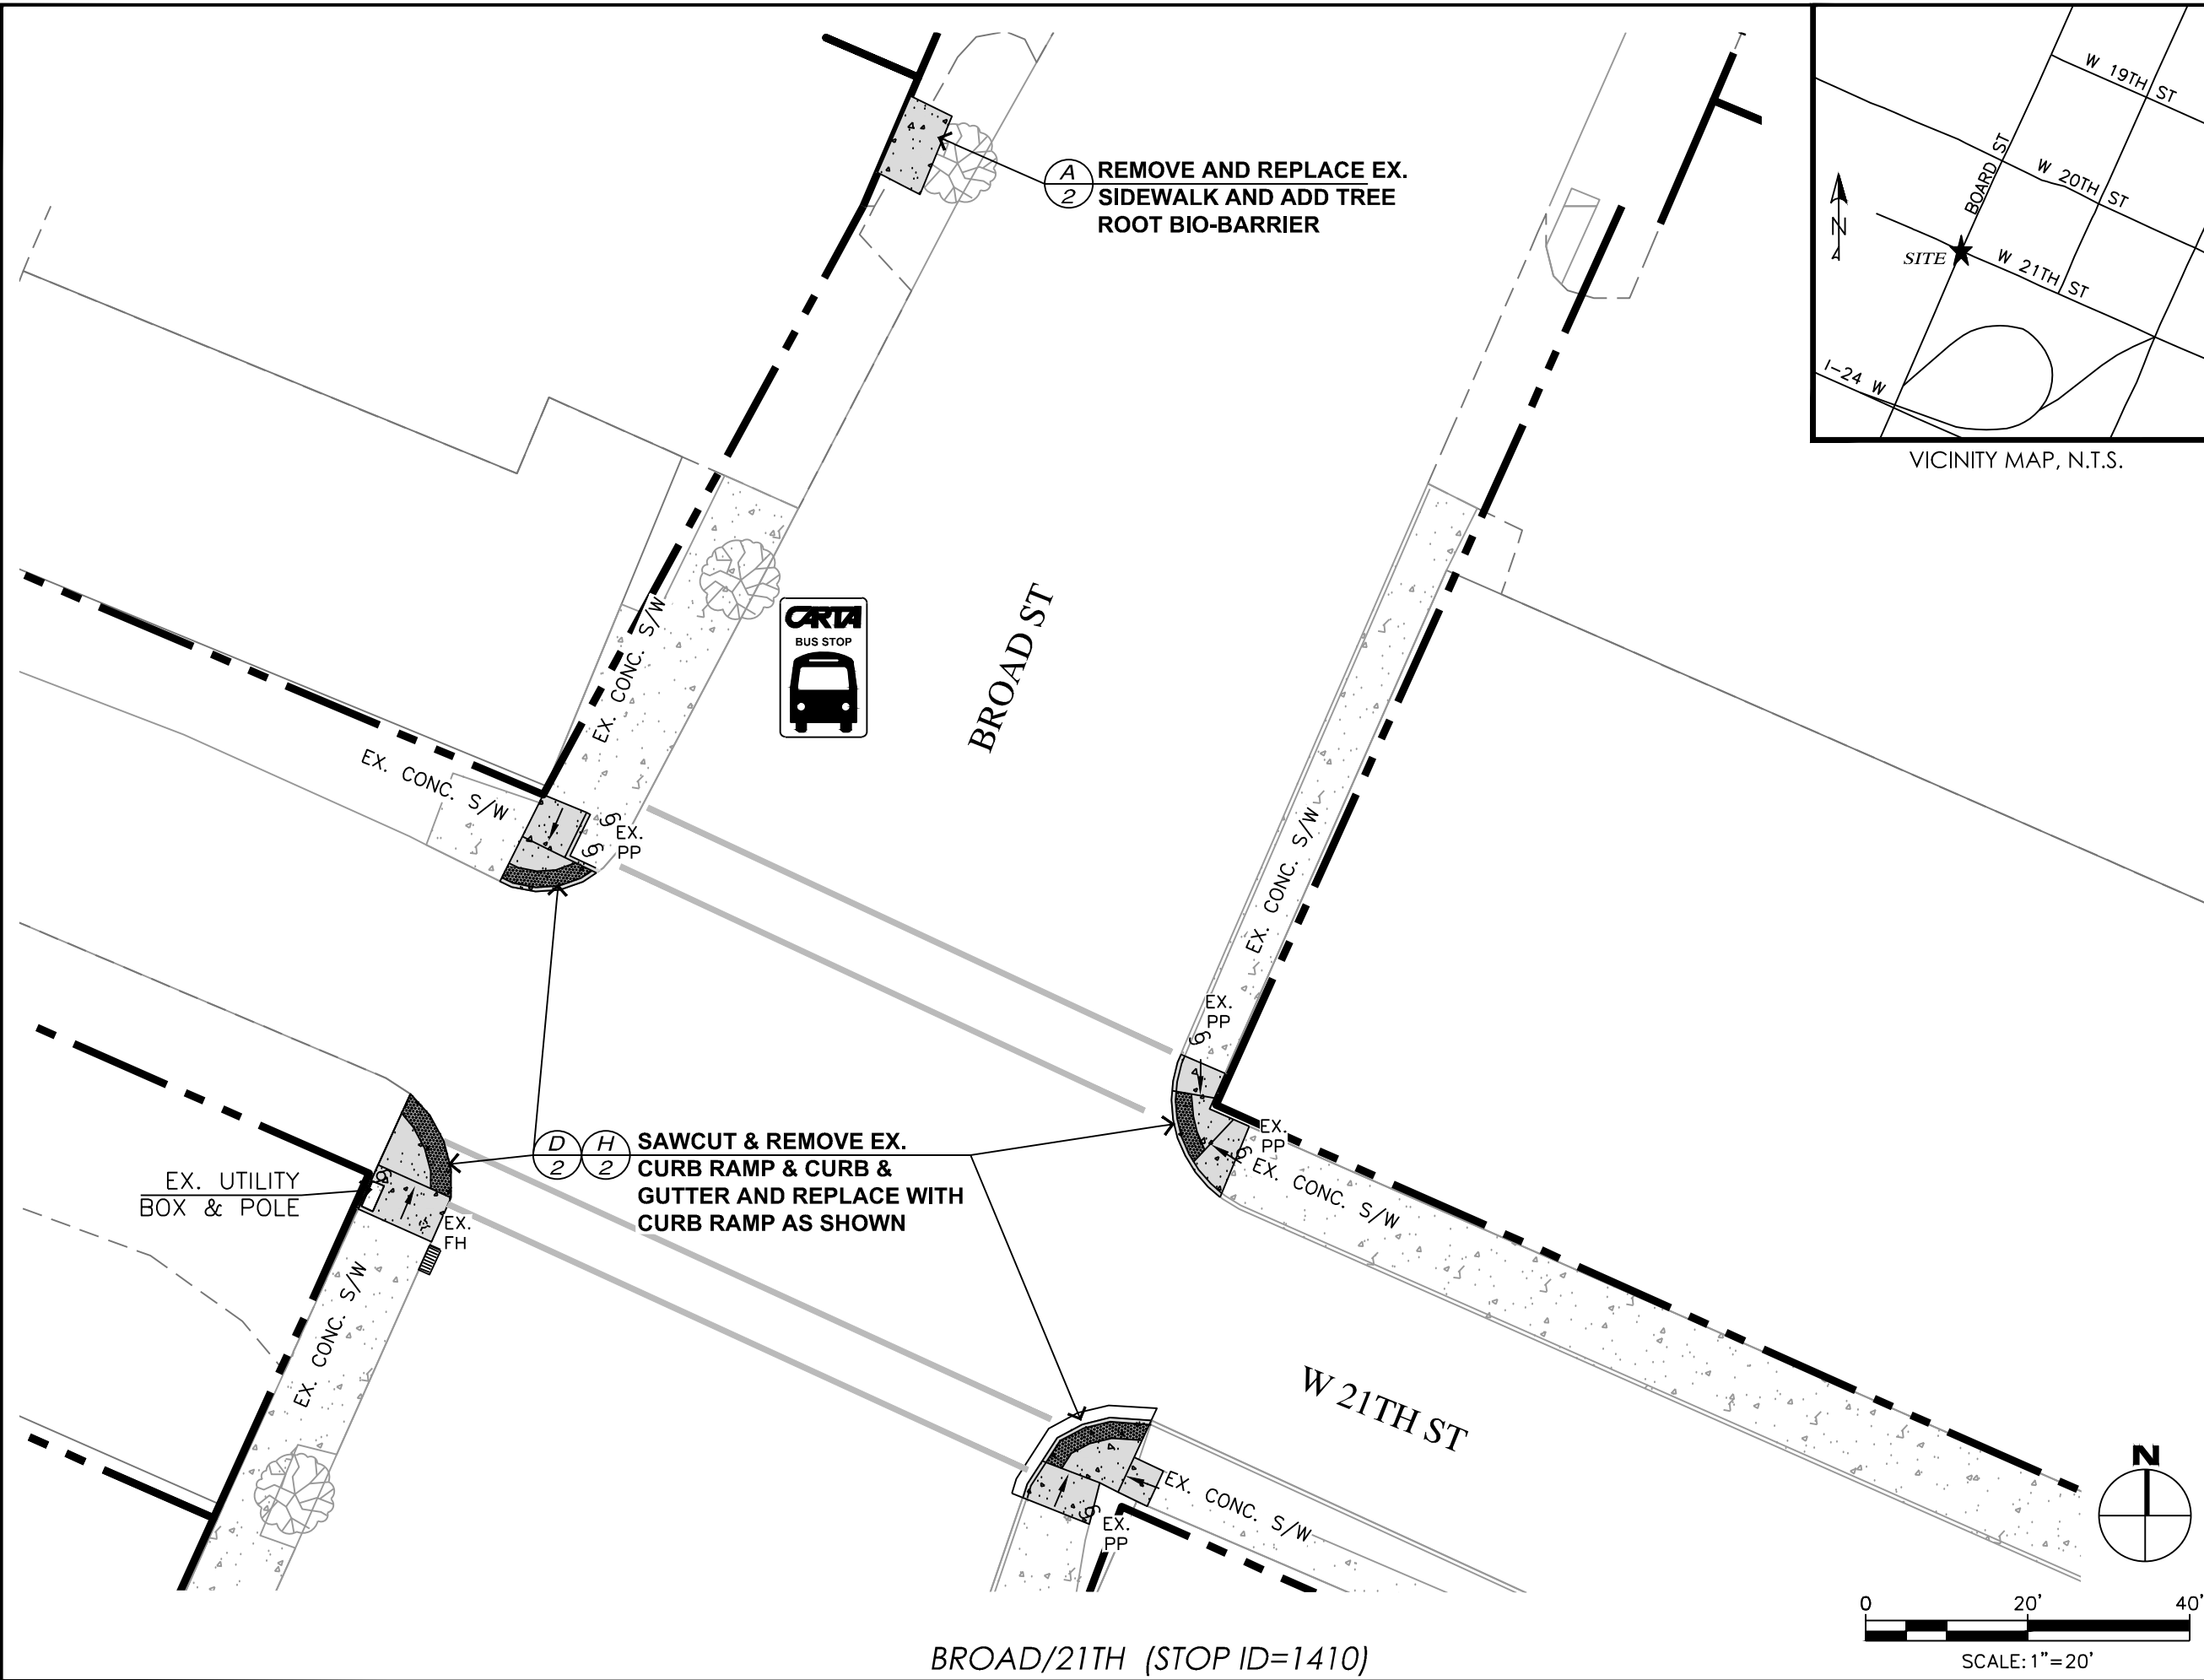 A
2
REMOVE AND REPLACE EX.
SIDEWALK AND ADD TREE
ROOT BIO-BARRIER
W 19TH ST
W 20TH ST
BOARD ST
N
SITE
W 21TH ST
I-24 W
VICINITY MAP, N.T.S.
CARTA
BUS STOP
BROAD ST
EX. CONC. S/W
EX. CONC. S/W
EX.
PP
EX. CONC. S/W
EX.
PP
EX.
PP
EX. CONC. S/W
D
2
H
2
SAWCUT & REMOVE EX.
CURB RAMP & CURB &
GUTTER AND REPLACE WITH
CURB RAMP AS SHOWN
EX. UTILITY
BOX & POLE
EX.
FH
EX. CONC. S/W
W 21TH ST
EX. CONC. S/W
EX.
PP
N
0 20' 40'
SCALE: 1"=20'
BROAD/21TH (STOP ID=1410)